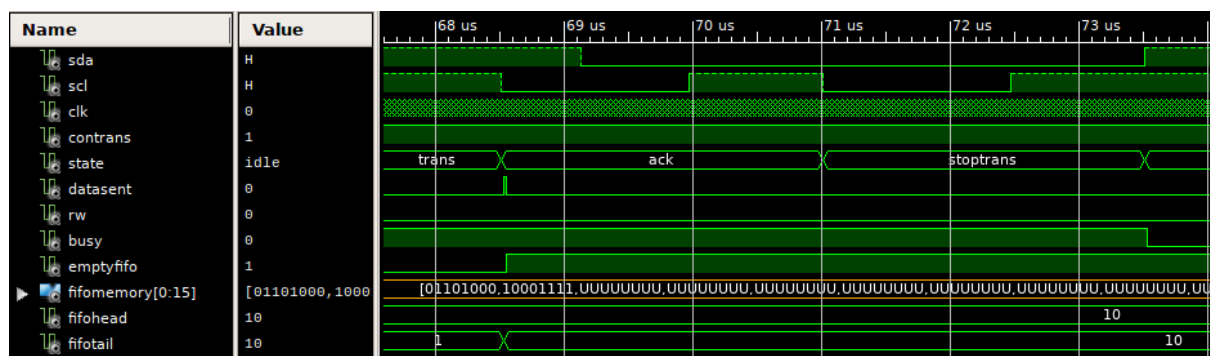 Name Value 68 us 69 us 70 us 71 us 72 us 73 us
sda H
scl H
clk 0
contrans 1
state idle trans ack stoptrans
datasent 0
rw 0
busy 0
emptyfifo 1
fifomemory[0:15] [01101000,1000 [01101000,10001111,UUUUUUUU,UUUUUUUU,UUUUUUUU,UUUUUUUU,UUUUUUUU,UUUUUUUU,UUUUUUUU,UU
fifohead 10 10
fifotail 10 1 10